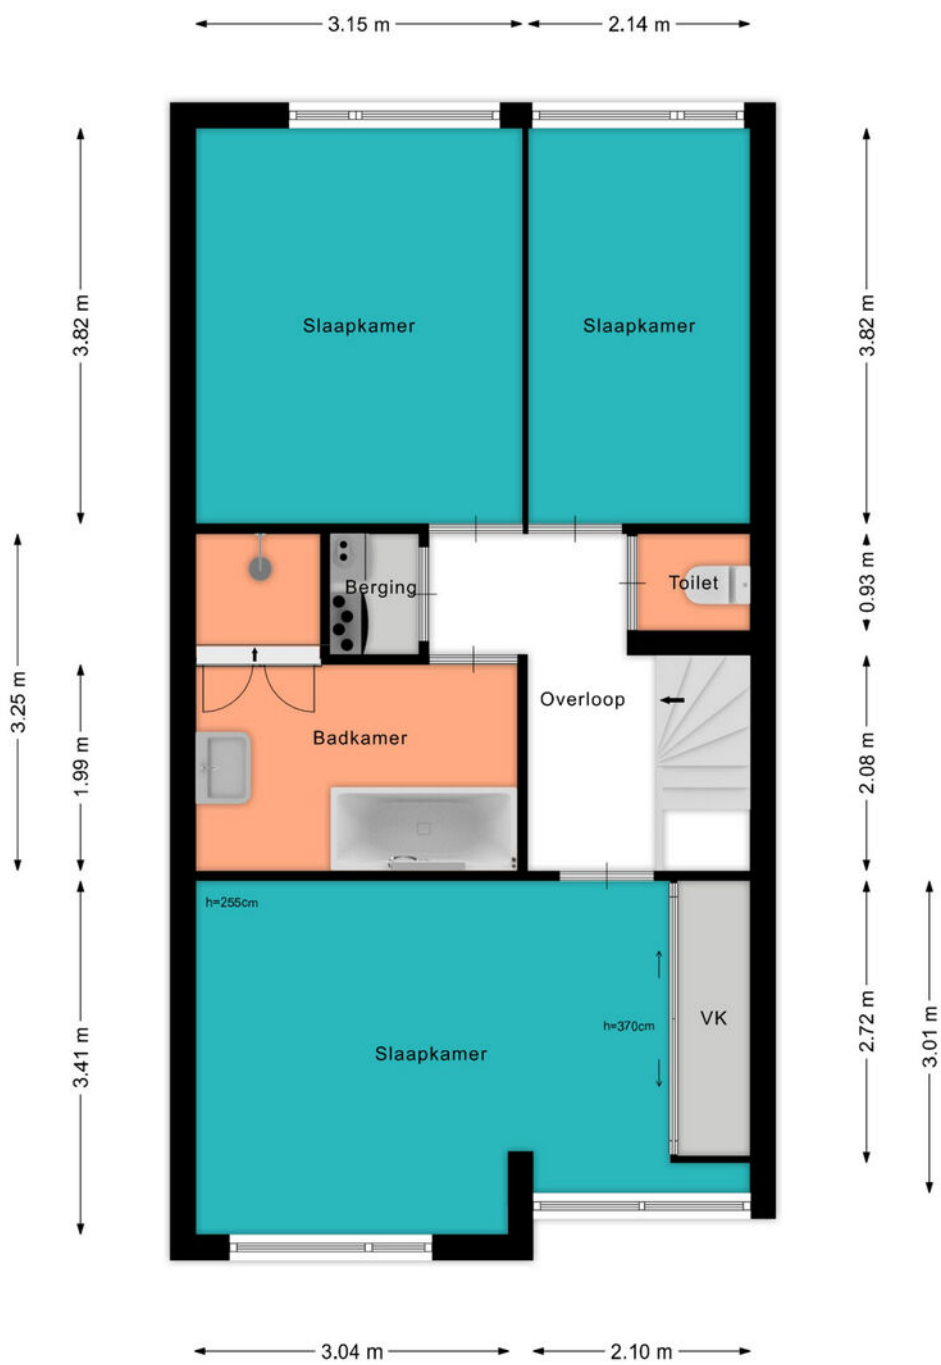 3.15 m
2.14 m
3.82 m
3.82 m
Slaapkamer
Slaapkamer
Berging
Toilet
0.93 m
3.25 m
Overloop
Badkamer
1.99 m
2.08 m
h=255cm
h=370cm
VK
2.72 m
3.01 m
Slaapkamer
3.41 m
3.04 m
2.10 m